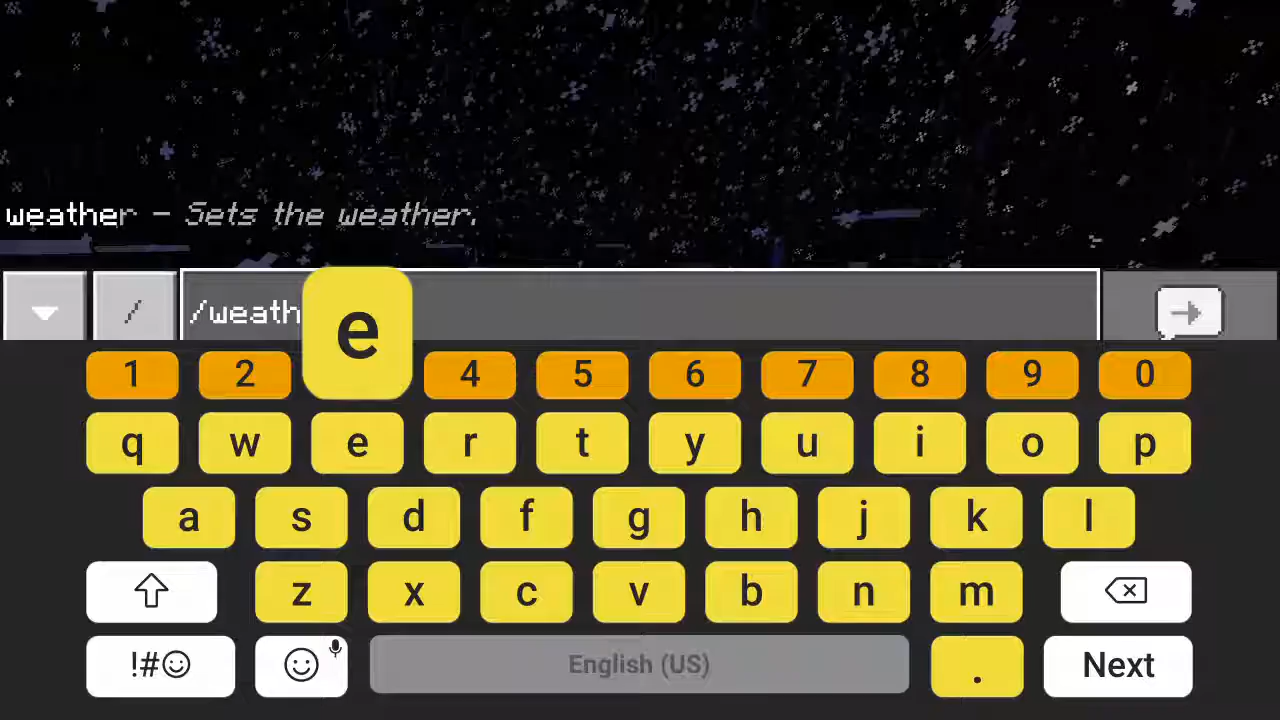 weather - Sets the weather.
/ /weath
e
1 2 4 5 6 7 8 9 0
q w e r t y u i o p
a s d f g h j k l
z x c v b n m
!#☺ English (US) . Next